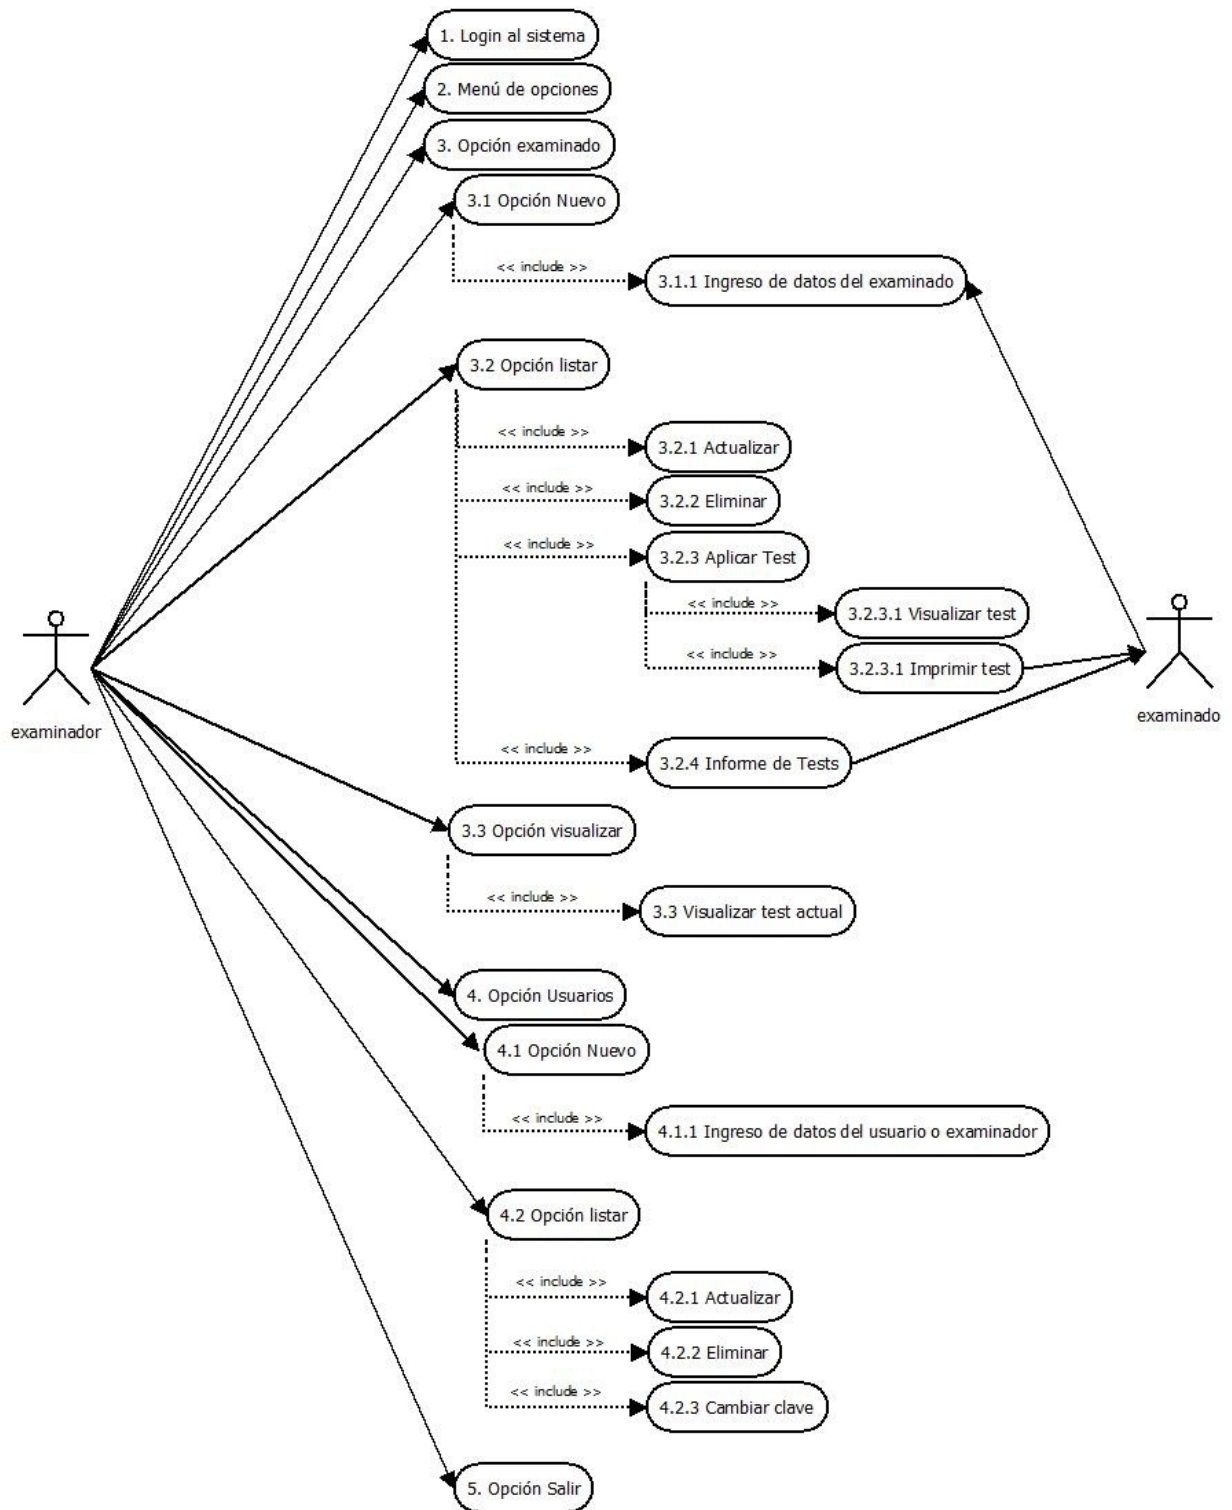 1. Login al sistema
2. Menú de opciones
3. Opción examinado
3.1 Opción Nuevo
<< include >>
3.1.1 Ingreso de datos del examinado
3.2 Opción listar
<< include >>
3.2.1 Actualizar
<< include >>
3.2.2 Eliminar
<< include >>
3.2.3 Aplicar Test
<< include >>
3.2.3.1 Visualizar test
<< include >>
3.2.3.1 Imprimir test
examinador
examinado
<< include >>
3.2.4 Informe de Tests
3.3 Opción visualizar
<< include >>
3.3 Visualizar test actual
4. Opción Usuarios
4.1 Opción Nuevo
<< include >>
4.1.1 Ingreso de datos del usuario o examinador
4.2 Opción listar
<< include >>
4.2.1 Actualizar
<< include >>
4.2.2 Eliminar
<< include >>
4.2.3 Cambiar clave
5. Opción Salir